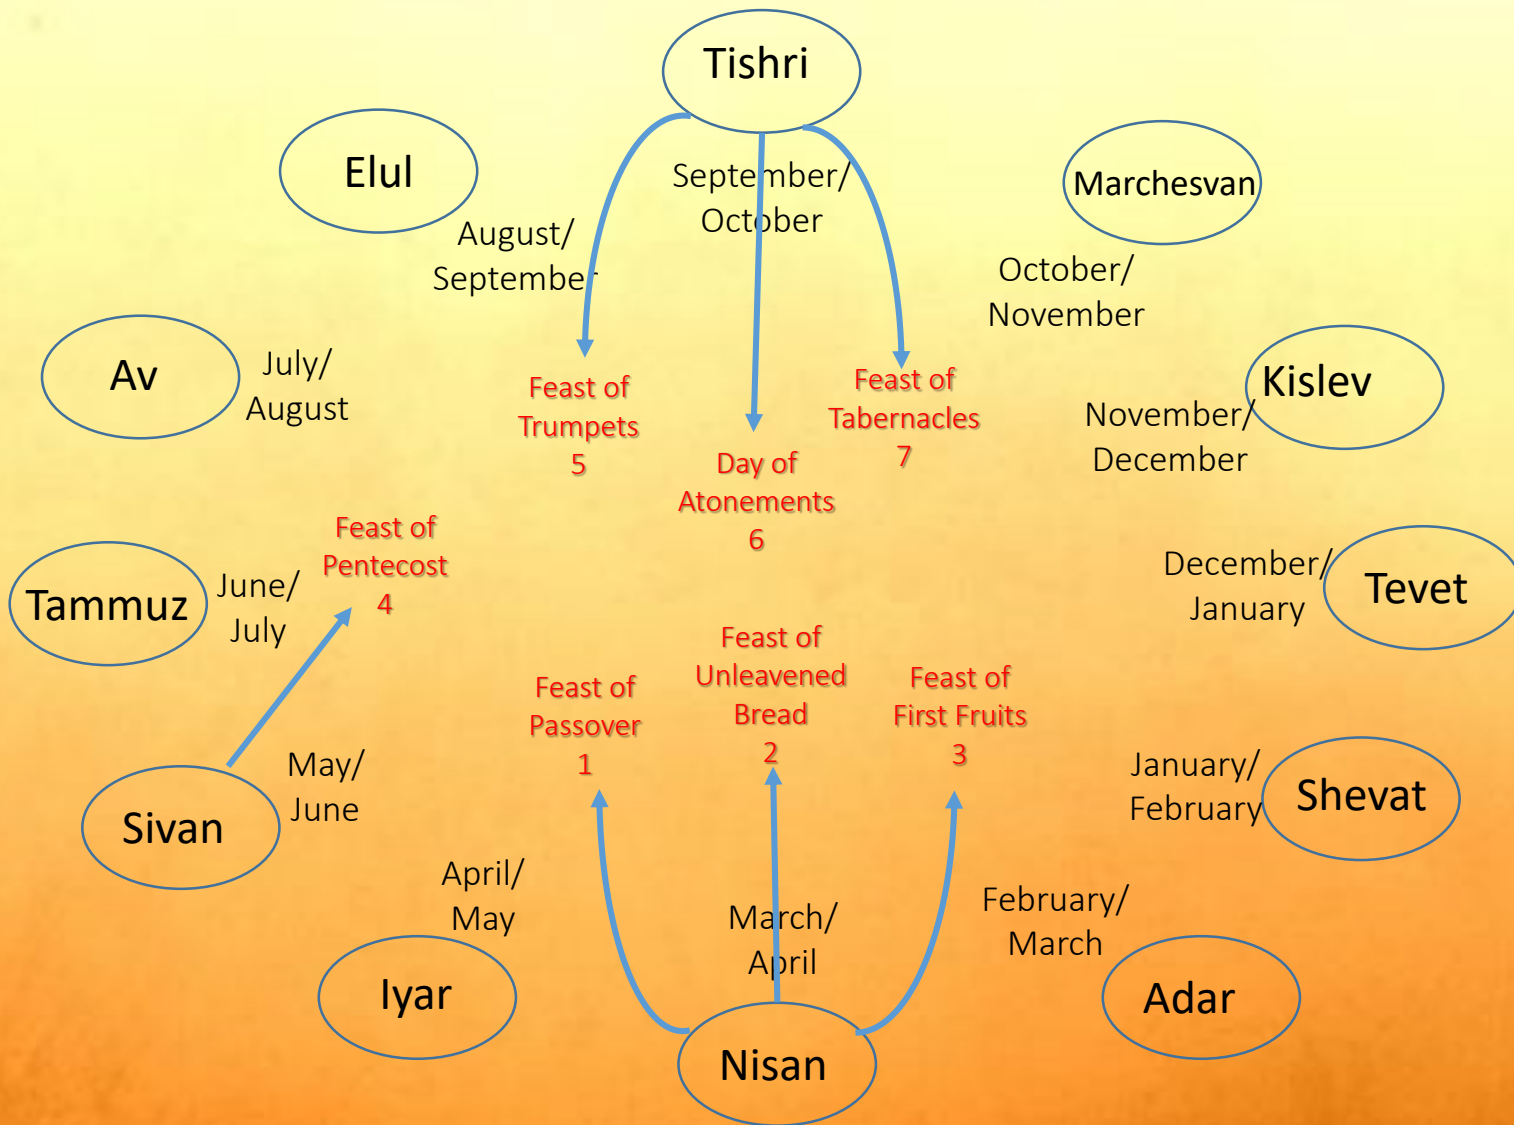 Tishri
September/
October
Elul
August/
September
Marchesvan
October/
November
Av
July/
August
Kislev
November/
December
Feast of
Trumpets
5
Day of
Atonements
6
Feast of
Tabernacles
7
Feast of
Pentecost
4
Tammuz
June/
July
December/
January
Tevet
Feast of
Passover
1
Feast of
Unleavened
Bread
2
Feast of
First Fruits
3
Sivan
May/
June
January/
February
Shevat
April/
May
Iyar
March/
April
Nisan
February/
March
Adar